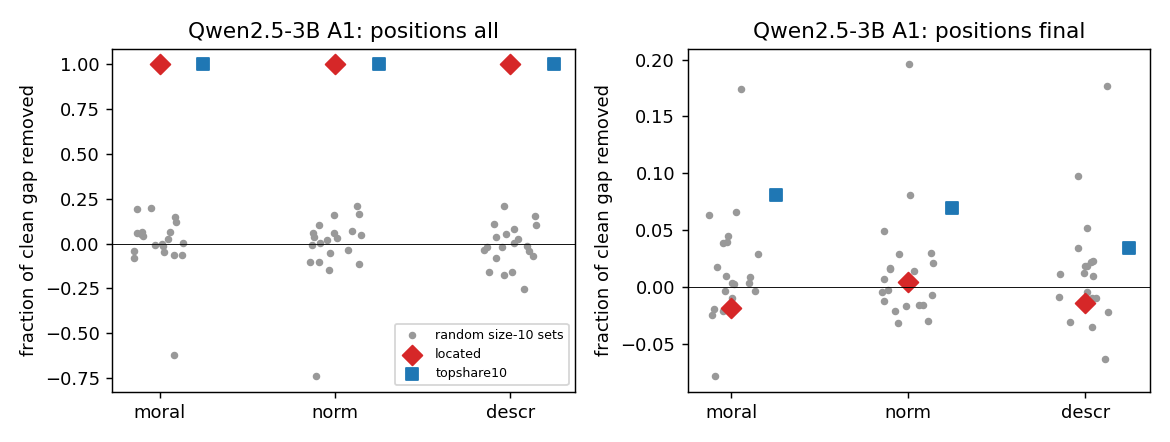 Qwen2.5-3B A1: positions all
fraction of clean gap removed
1.00
0.75
0.50
0.25
0.00
−0.25
−0.50
−0.75
random size-10 sets
located
topshare10
moral norm descr
Qwen2.5-3B A1: positions final
fraction of clean gap removed
0.20
0.15
0.10
0.05
0.00
−0.05
moral norm descr